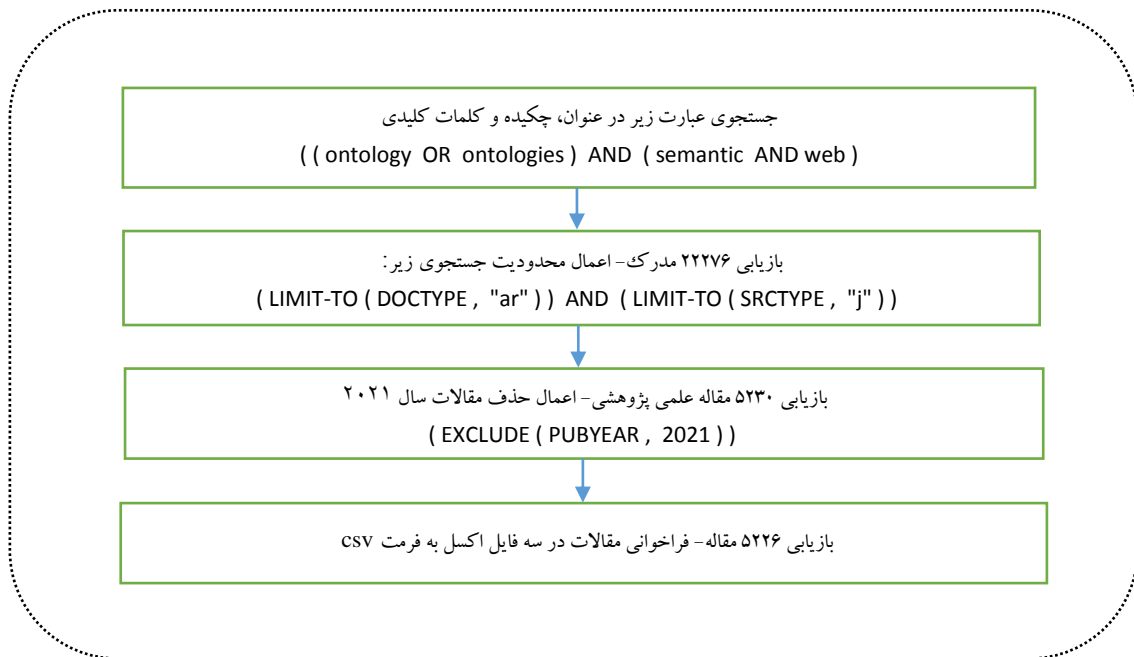 جستجوی عبارت زیر در عنوان، چکیده و کلمات کلیدی
( ( ontology OR ontologies ) AND ( semantic AND web )
بازیابی ۲۲۲۷۶ مدرک- اعمال محدودیت جستجوی زیر:
( LIMIT-TO ( DOCTYPE , "ar" ) ) AND ( LIMIT-TO ( SRCTYPE , "j" ) )
بازیابی ۵۲۳۰ مقاله علمی پژوهشی- اعمال حذف مقالات سال ۲۰۲۱
( EXCLUDE ( PUBYEAR , 2021 ) )
بازیابی ۵۲۲۶ مقاله- فراخوانی مقالات در سه فایل اکسل به فرمت csv